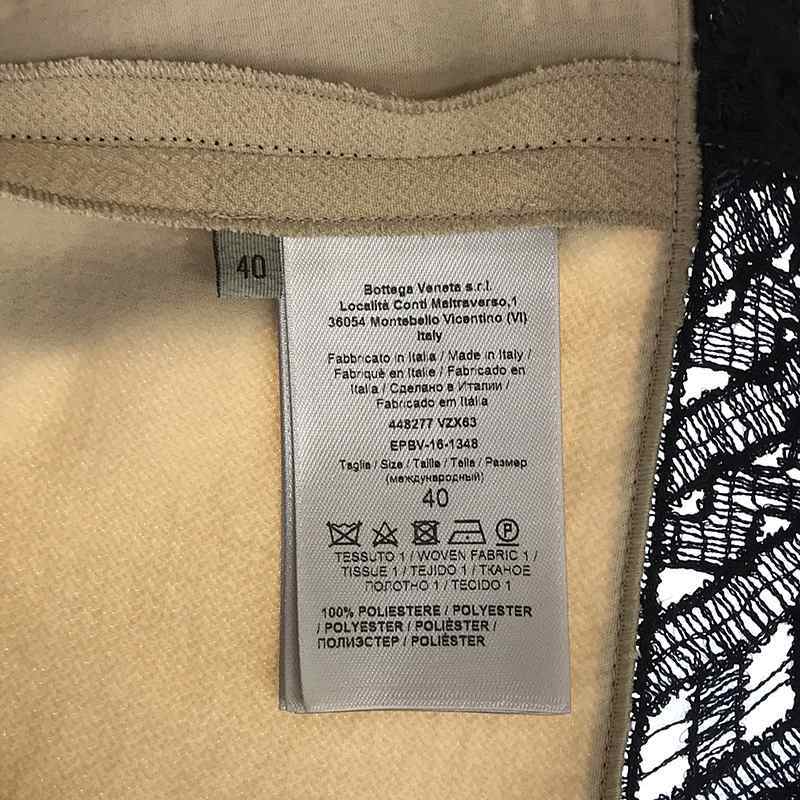 40
Bottega Veneta s.r.l.
Località Conti Maltraverso,1
36054 Montebello Vicentino (VI)
Italy
Fabbricato in Italia / Made in Italy /
Fabriqué en Italie / Fabricado en
Italia / Сделано в Италии /
Fabricado em Itália
448277 VZX63
EPBV-16-1348
Taglia / Size / Taille / Talla / Размер
(международный)
40
P
TESSUTO 1 / WOVEN FABRIC 1 /
TISSUE 1 / TEJIDO 1 / ТКАНОЕ
ПОЛОТНО 1 / TECIDO 1
100% POLIESTERE / POLYESTER
/ POLYESTER / POLIÉSTER /
ПОЛИЭСТЕР / POLIÉSTER